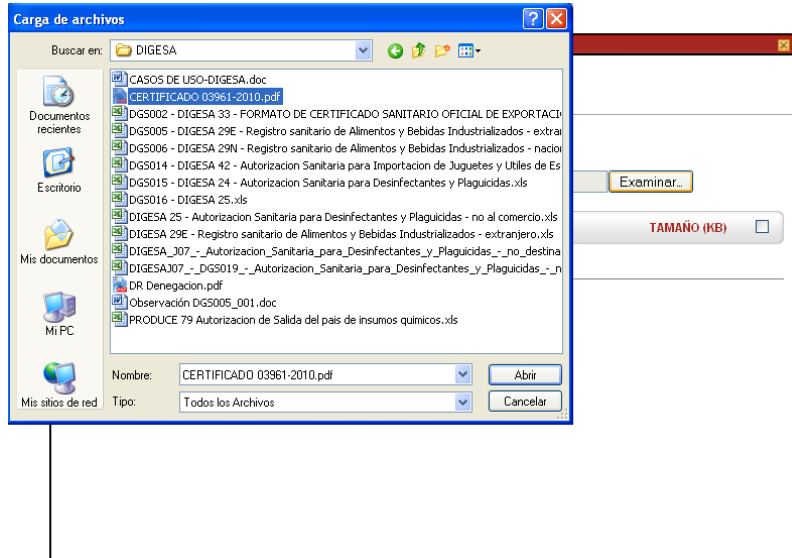 Carga de archivos
Buscar en:
DIGESA
Documentos recientes
Escritorio
Mis documentos
Mi PC
Mis sitios de red
CASOS DE USO-DIGESA.doc
CERTIFICADO 03961-2010.pdf
DGS002 - DIGESA 33 - FORMATO DE CERTIFICADO SANITARIO OFICIAL DE EXPORTACI
DGS005 - DIGESA 29E - Registro sanitario de Alimentos y Bebidas Industrializados - extra
DGS006 - DIGESA 29N - Registro sanitario de Alimentos y Bebidas Industrializados - nacio
DGS014 - DIGESA 42 - Autorizacion Sanitaria para Importacion de Juguetes y Utiles de Es
DGS015 - DIGESA 24 - Autorizacion Sanitaria para Desinfectantes y Plaguicidas.xls
DGS016 - DIGESA 25.xls
DIGESA 25 - Autorizacion Sanitaria para Desinfectantes y Plaguicidas - no al comercio.xls
DIGESA 29E - Registro sanitario de Alimentos y Bebidas Industrializados - extranjero.xls
DIGESA_J07_-_Autorizacion_Sanitaria_para_Desinfectantes_y_Plaguicidas_-_no_destina
DIGESAJ07_-_DGS019_-_Autorizacion_Sanitaria_para_Desinfectantes_y_Plaguicidas_-_n
DR Denegacion.pdf
Observación DGS005_001.doc
PRODUCE 79 Autorizacion de Salida del pais de insumos quimicos.xls
Nombre:
CERTIFICADO 03961-2010.pdf
Abrir
Tipo:
Todos los Archivos
Cancelar
Examinar...
TAMAÑO (KB)